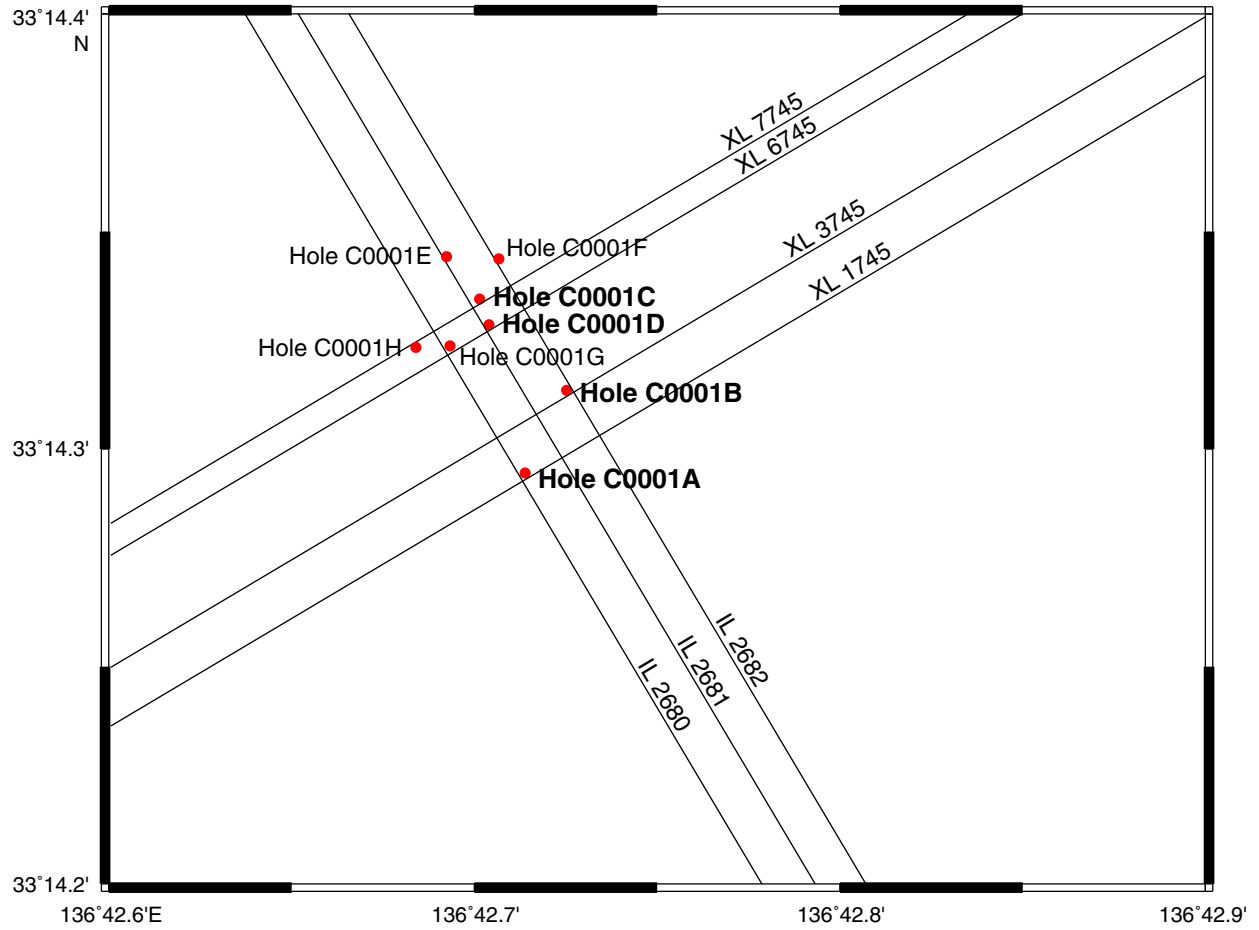 33°14.4'
N
XL 7745
XL 6745
XL 3745
XL 1745
Hole C0001E
Hole C0001F
Hole C0001C
Hole C0001D
Hole C0001H
Hole C0001G
Hole C0001B
33°14.3'
Hole C0001A
IL 2682
IL 2681
IL 2680
33°14.2'
136°42.6'E
136°42.7'
136°42.8'
136°42.9'